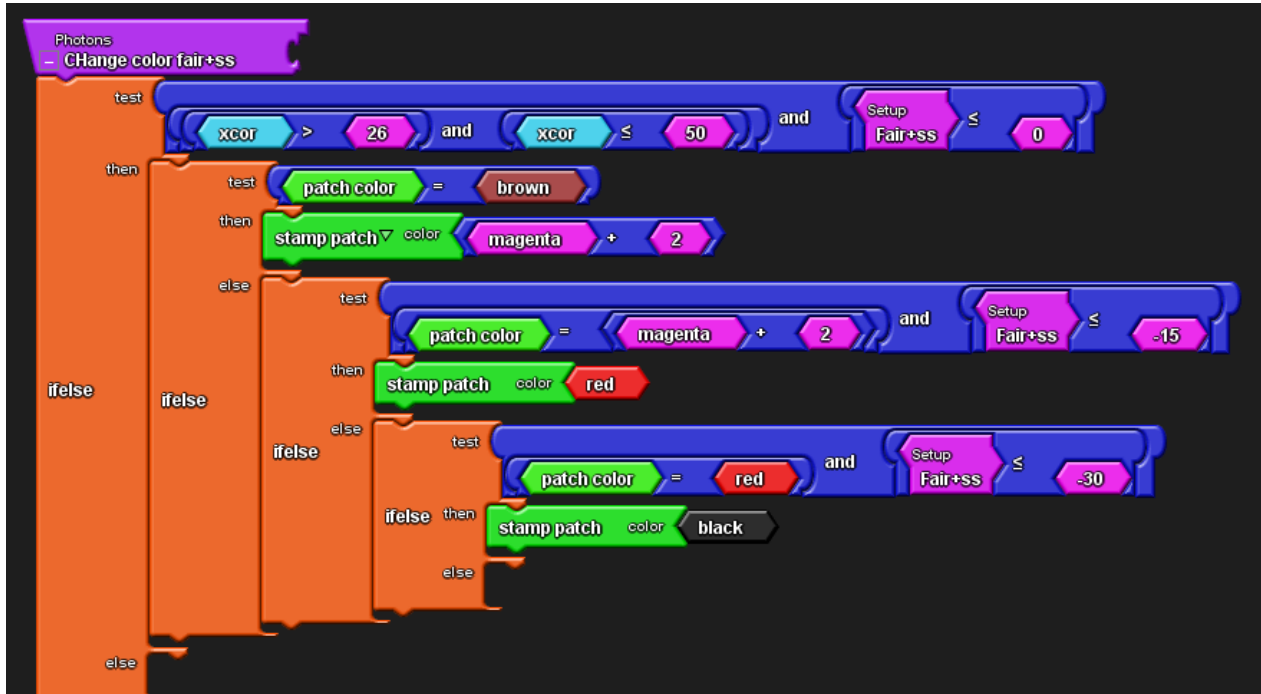 Photons
CHange color fair+ss
test xcor > 26 and xcor ≤ 50 and Setup Fair+ss ≤ 0
then test patch color = brown
then stamp patch color magenta + 2
else test patch color = magenta + 2 and Setup Fair+ss ≤ -15
then stamp patch color red
else test patch color = red and Setup Fair+ss ≤ -30
ifelse ifelse ifelse ifelse then stamp patch color black
else
else